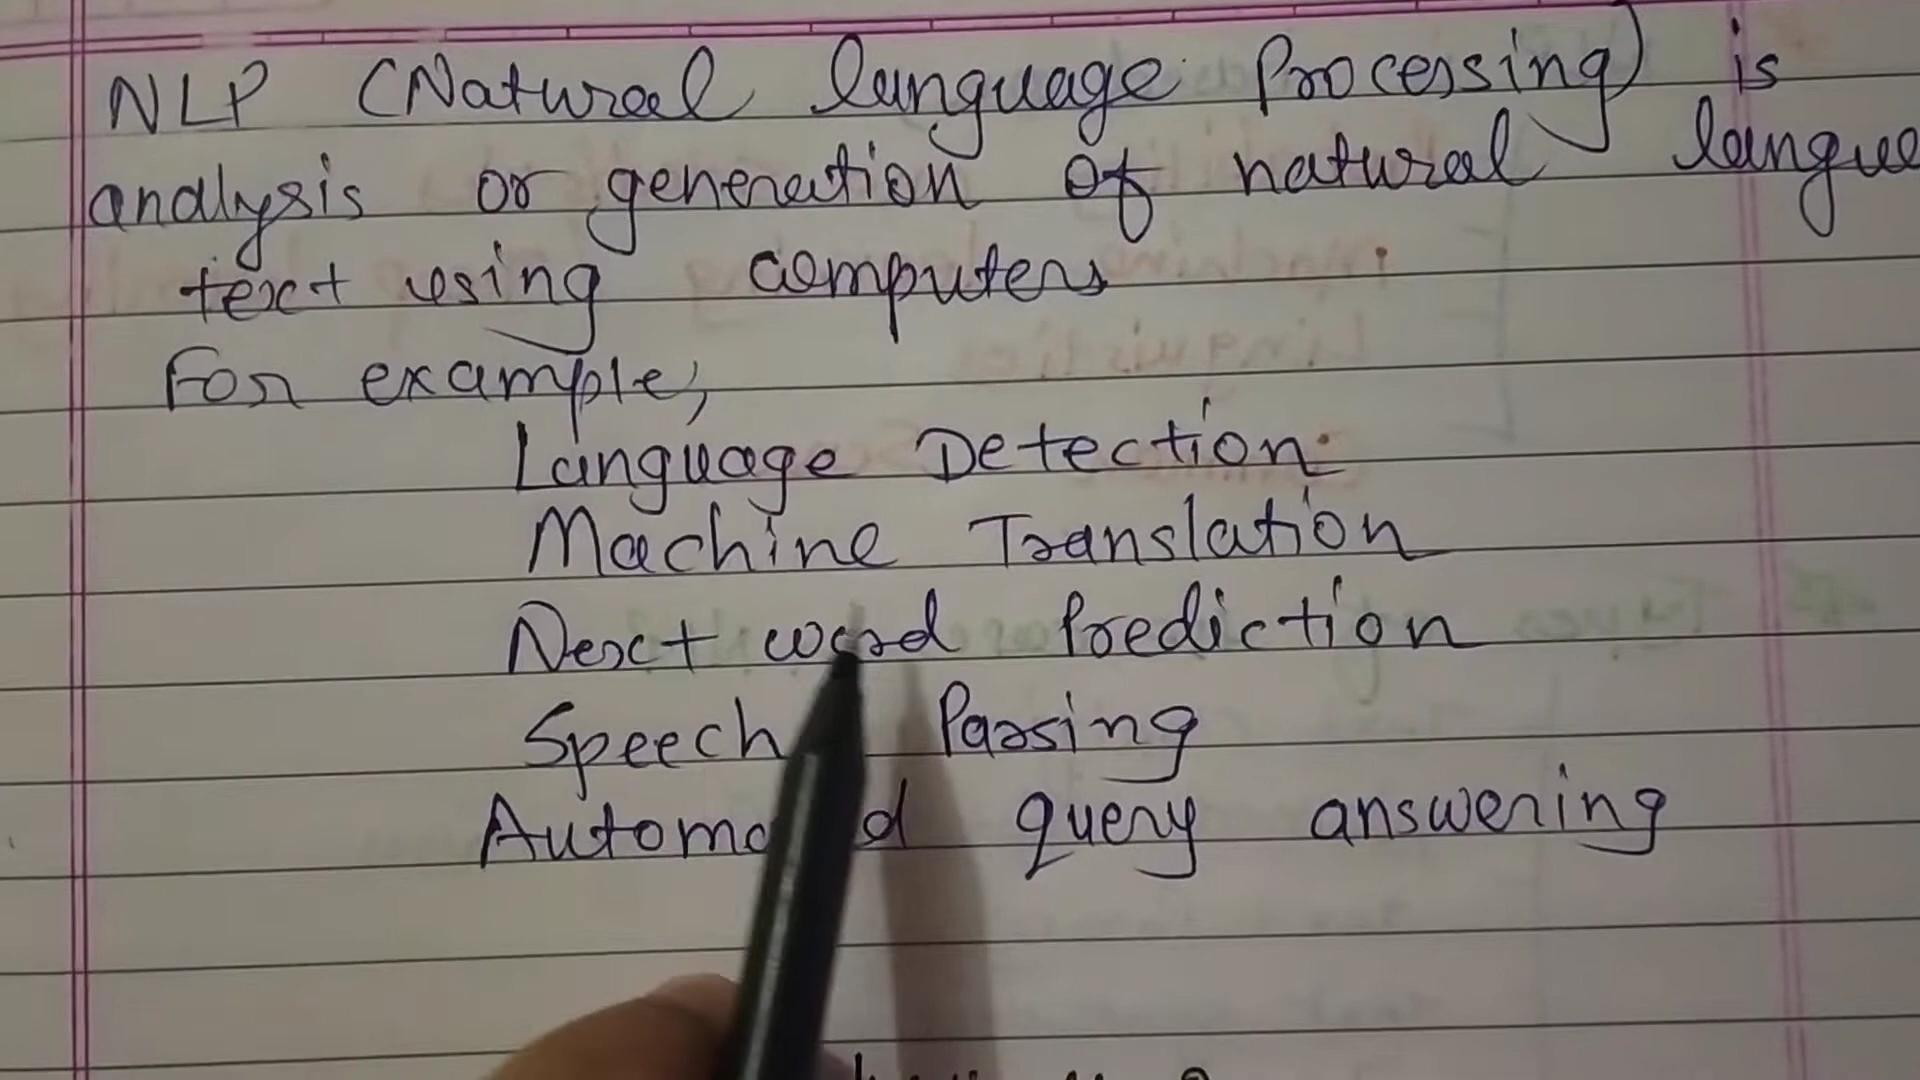 NLP (Natural language Processing) is
analysis or generation of natural langue
text using computers
For example,
Language Detection
Machine Translation
Next word Prediction
Speech Parsing
query answering